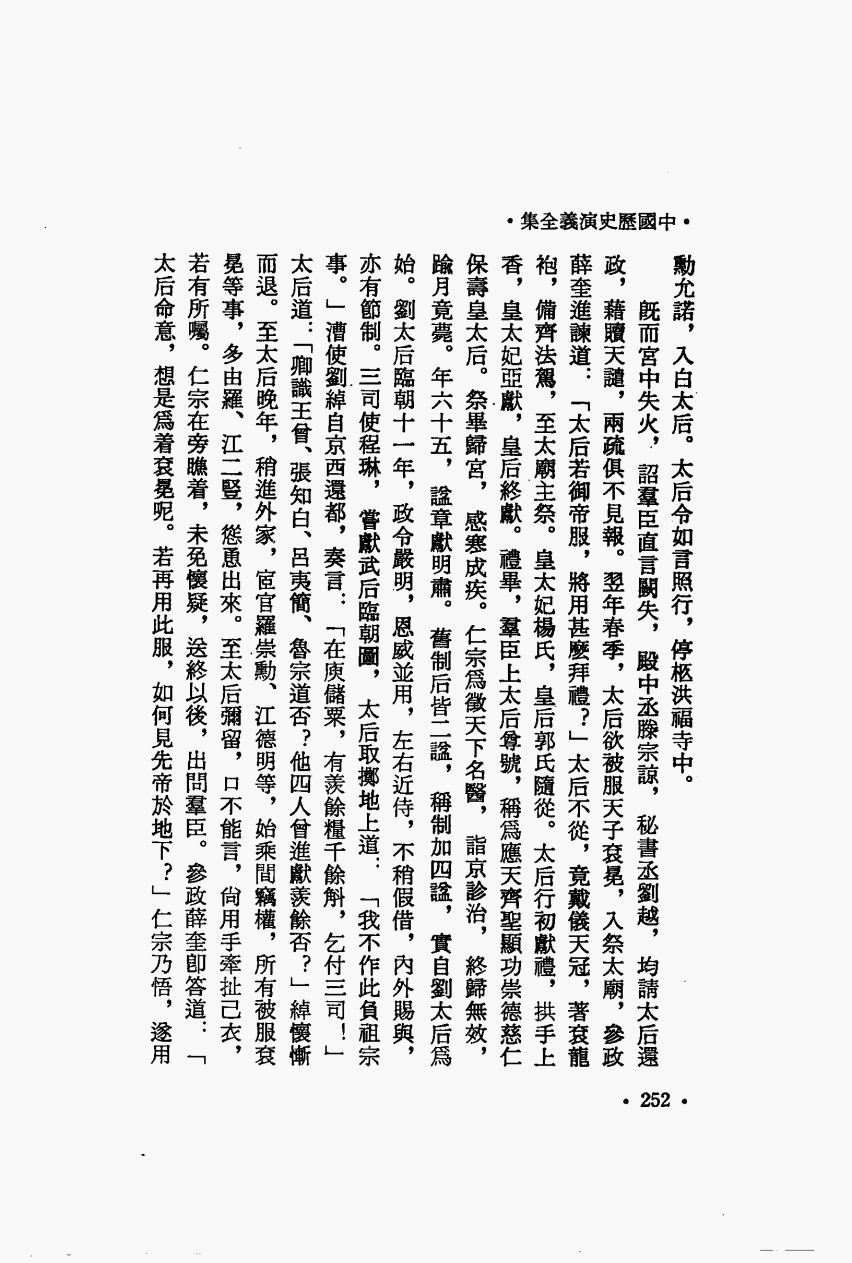 •集全義演史歷國中•
勳允諾，入白太后。太后令如言照行，停柩洪福寺中。
旣而宮中失火，詔羣臣直言闕失，殿中丞滕宗諒，秘書丞劉越，均請太后還
政，藉贖天譴，兩疏俱不見報。翌年春季，太后欲被服天子袞冕，入祭太廟，參政
薛奎進諫道：「太后若御帝服，將用甚麼拜禮？」太后不從，竟戴儀天冠，著袞龍
袍，備齊法駕，至太廟主祭。皇太妃楊氏，皇后郭氏隨從。太后行初獻禮，拱手上
香，皇太妃亞獻，皇后終獻。禮畢，羣臣上太后尊號，稱爲應天齊聖顯功崇德慈仁
保壽皇太后。祭畢歸宮，感寒成疾。仁宗爲徵天下名醫，詣京診治，終歸無效，
踰月竟薨。年六十五，諡章獻明肅。舊制后皆二諡，稱制加四諡，實自劉太后爲
始。劉太后臨朝十一年，政令嚴明，恩威並用，左右近侍，不稍假借，內外賜與，
亦有節制。三司使程琳，嘗獻武后臨朝圖，太后取擲地上道：「我不作此負祖宗
事。」漕使劉綽自京西還都，奏言：「在庾儲粟，有羨餘糧千餘斛，乞付三司！」
太后道：「卿識王曾、張知白、呂夷簡、魯宗道否？他四人曾進獻羨餘否？」綽懷慚
而退。至太后晚年，稍進外家，宦官羅崇勳、江德明等，始乘間竊權，所有被服袞
冕等事，多由羅、江二豎，慫恿出來。至太后彌留，口不能言，尙用手牽扯己衣，
若有所囑。仁宗在旁瞧着，未免懷疑，送終以後，出問羣臣。參政薛奎卽答道：「
太后命意，想是爲着袞冕呢。若再用此服，如何見先帝於地下？」仁宗乃悟，遂用
•252•